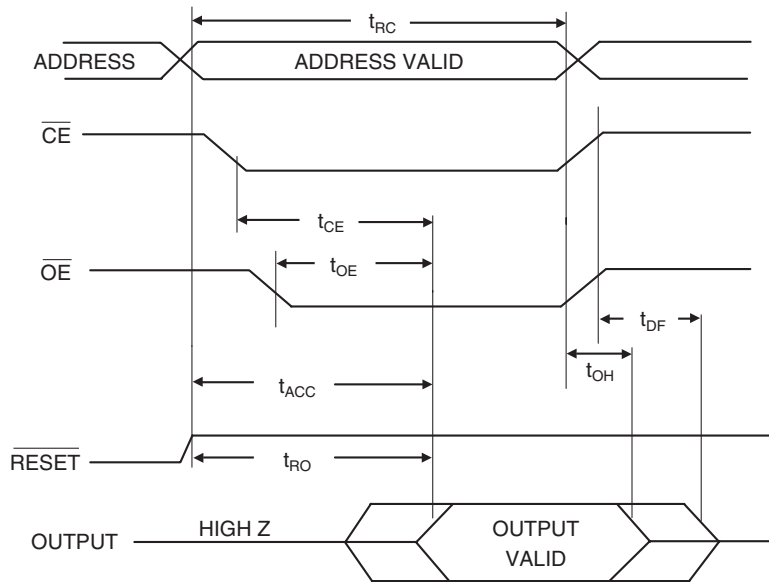 tRC
ADDRESS
ADDRESS VALID
CE
tCE
OE
tOE
tDF
tOH
tACC
RESET
tRO
OUTPUT
HIGH Z
OUTPUT
VALID